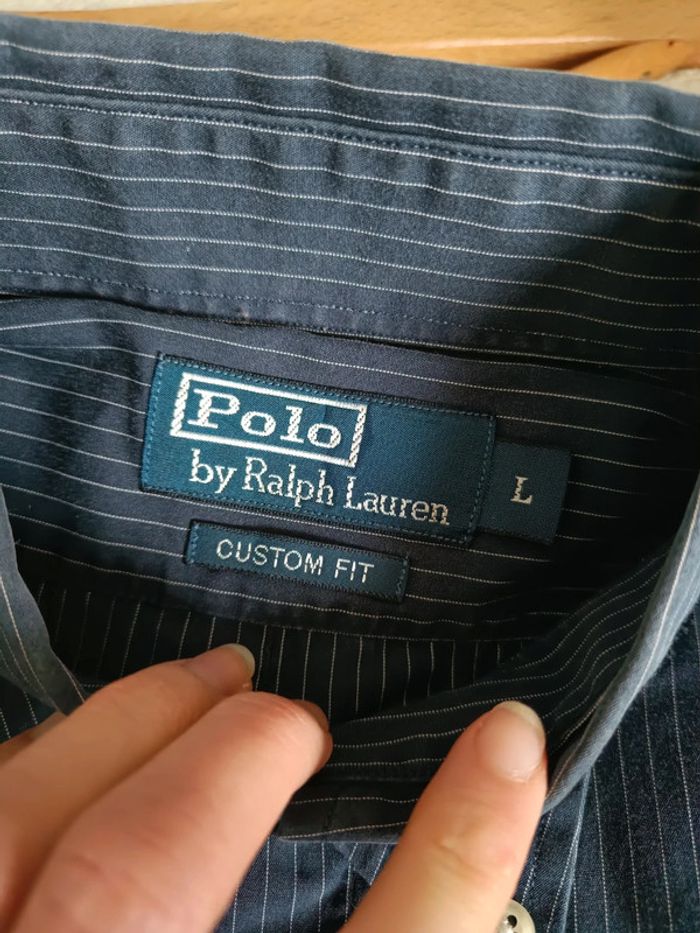 Polo
by Ralph Lauren
L
CUSTOM FIT